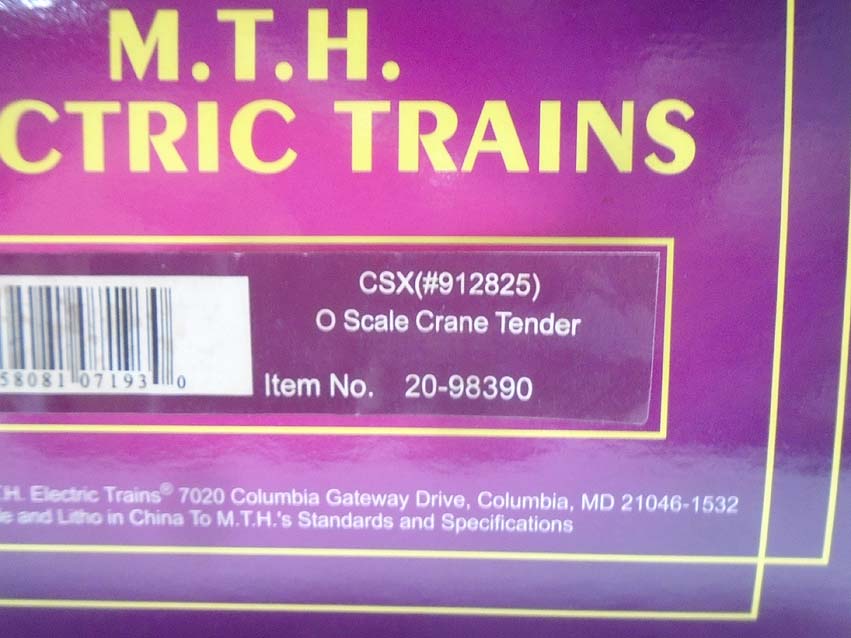 M.T.H.
CTRIC TRAINS
CSX(#912825)
O Scale Crane Tender
58081 07193 0
Item No. 20-98390
.H. Electric Trains® 7020 Columbia Gateway Drive, Columbia, MD 21046-1532
le and Litho in China To M.T.H.'s Standards and Specifications